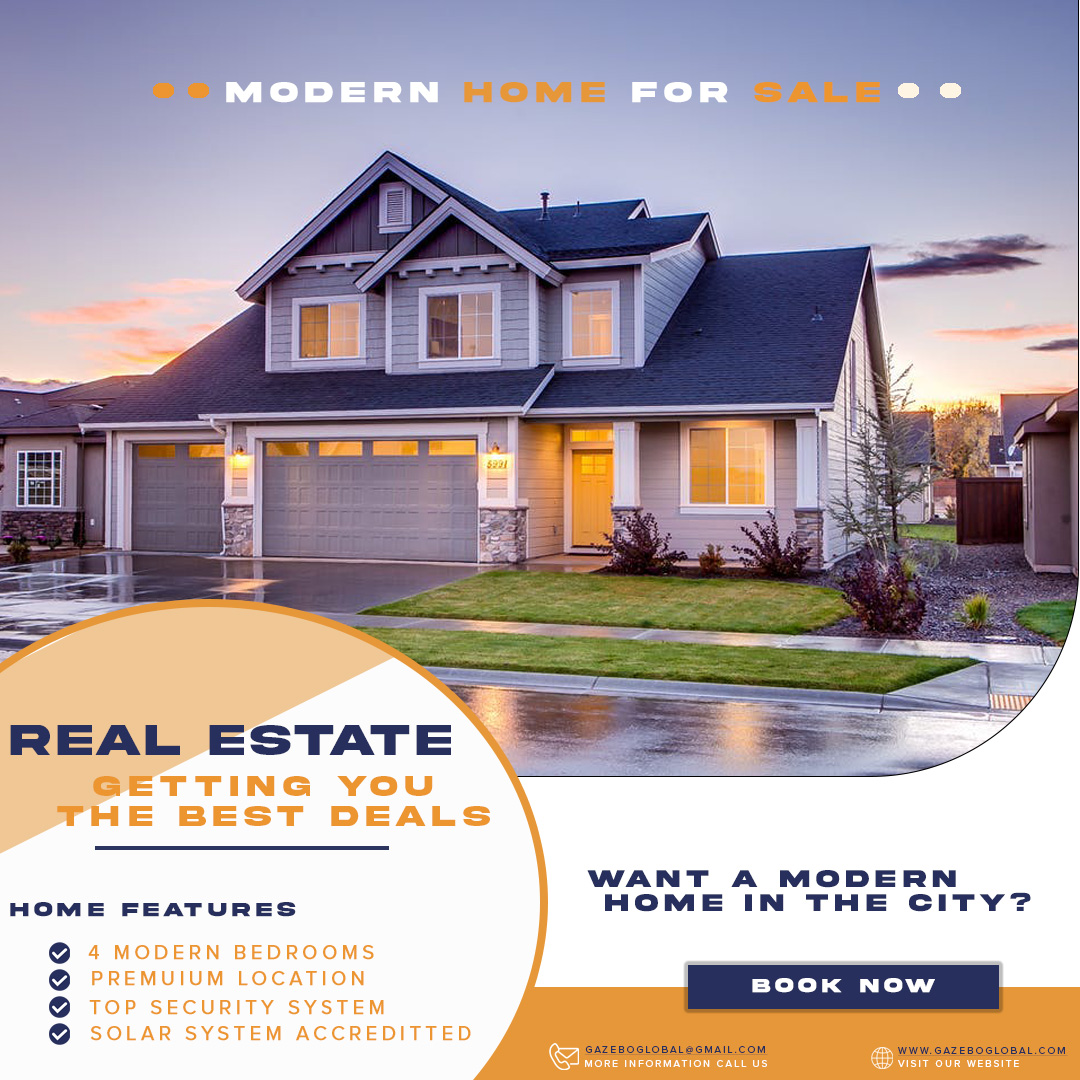 MODERN HOME FOR SALE
5991
REAL ESTATE
GETTING YOU
THE BEST DEALS
HOME FEATURES
4 MODERN BEDROOMS
PREMUIUM LOCATION
TOP SECURITY SYSTEM
SOLAR SYSTEM ACCREDITTED
WANT A MODERN
HOME IN THE CITY?
BOOK NOW
GAZEBOGLOBAL@GMAIL.COM
MORE INFORMATION CALL US
WWW.GAZEBOGLOBAL.COM
VISIT OUR WEBSITE